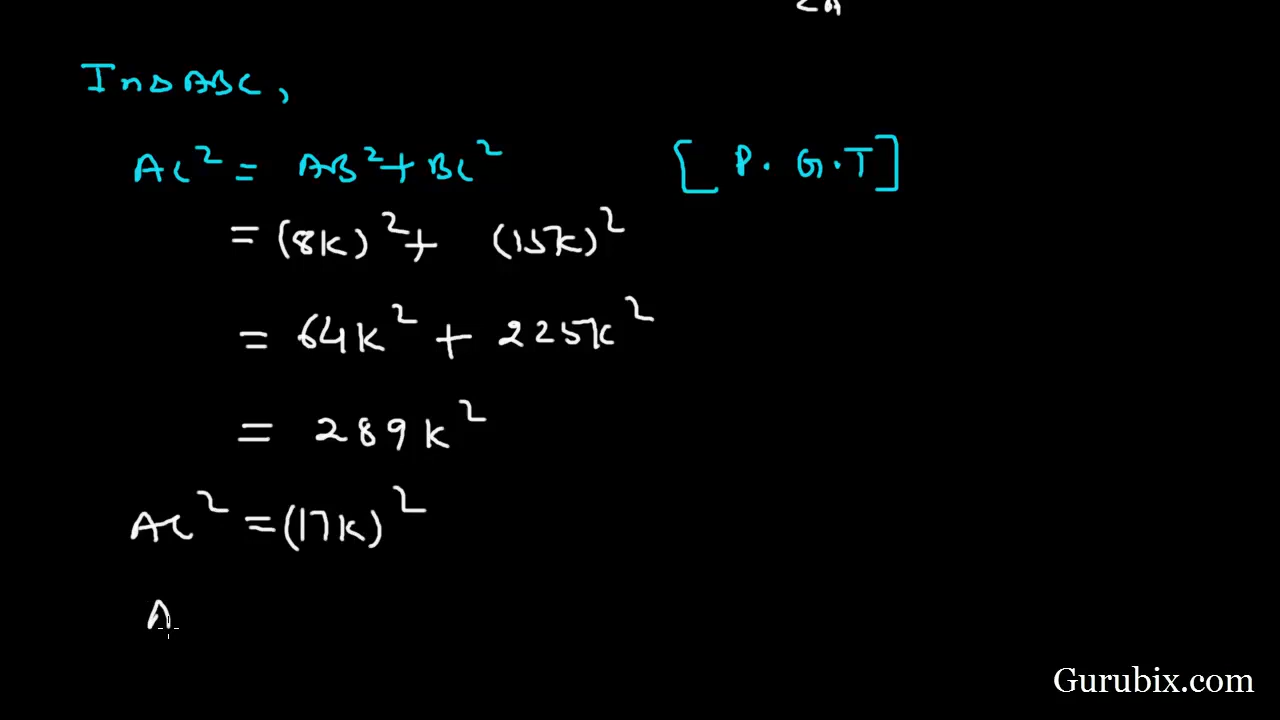 ∠A
In Δ ABC,
AC² = AB² + BC² [P.G.T]
= (8k)² + (15k)²
= 64k² + 225k²
= 289k²
AC² = (17k)²
A
Gurubix.com